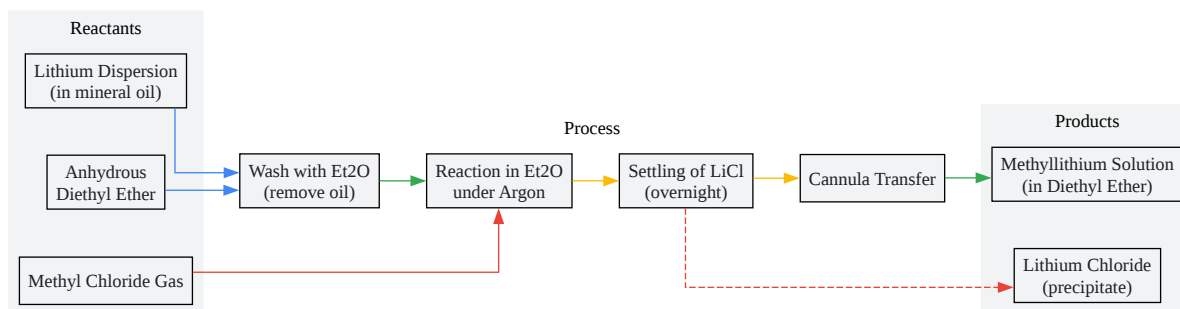 Reactants
Lithium Dispersion
(in mineral oil)
Anhydrous
Diethyl Ether
Methyl Chloride Gas
Process
Wash with Et2O
(remove oil)
Reaction in Et2O
under Argon
Settling of LiCl
(overnight)
Cannula Transfer
Products
Methyllithium Solution
(in Diethyl Ether)
Lithium Chloride
(precipitate)